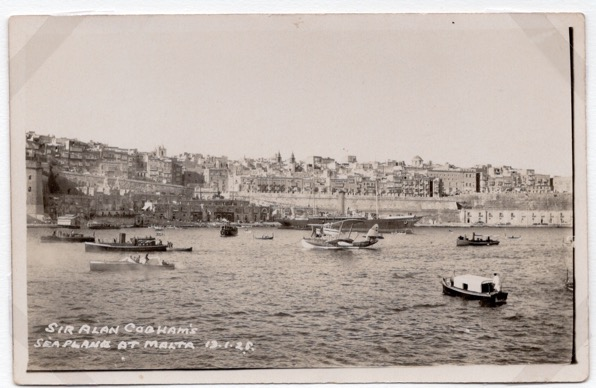 SIR ALAN COBHAM'S
SEAPLANE AT MALTA 13.1.28.